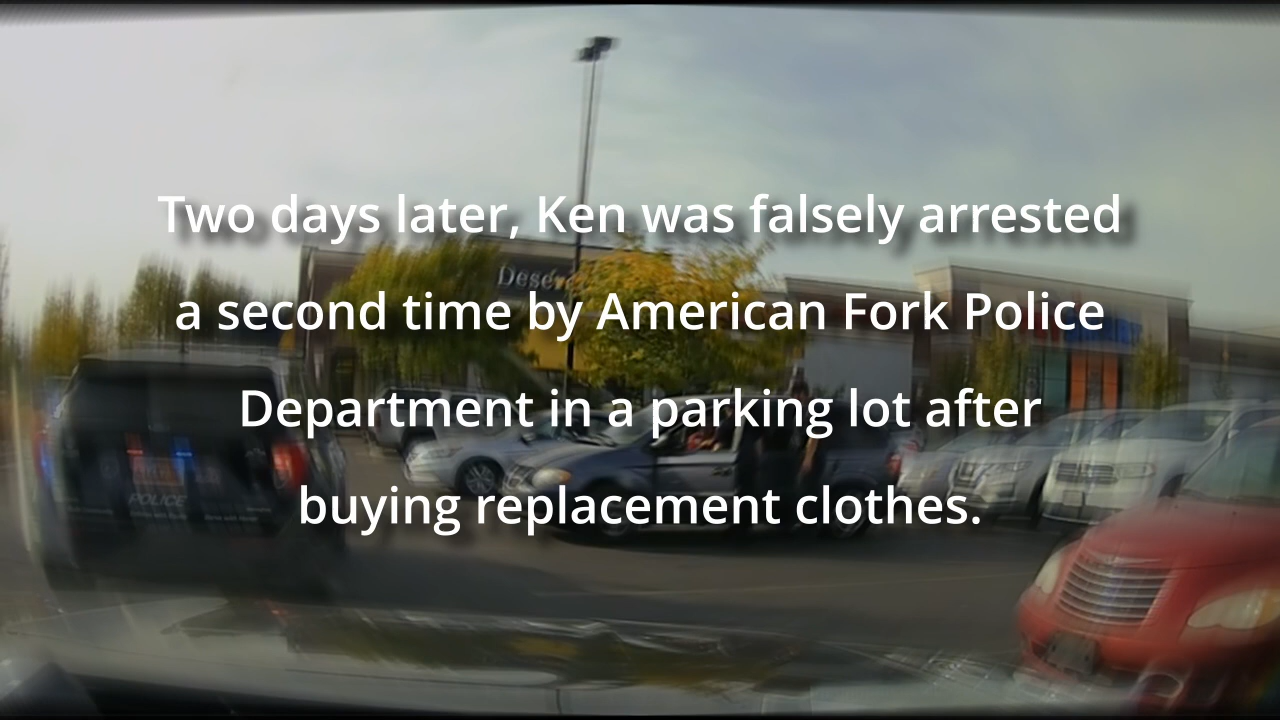 Two days later, Ken was falsely arrested
a second time by American Fork Police
Department in a parking lot after
buying replacement clothes.
POLICE